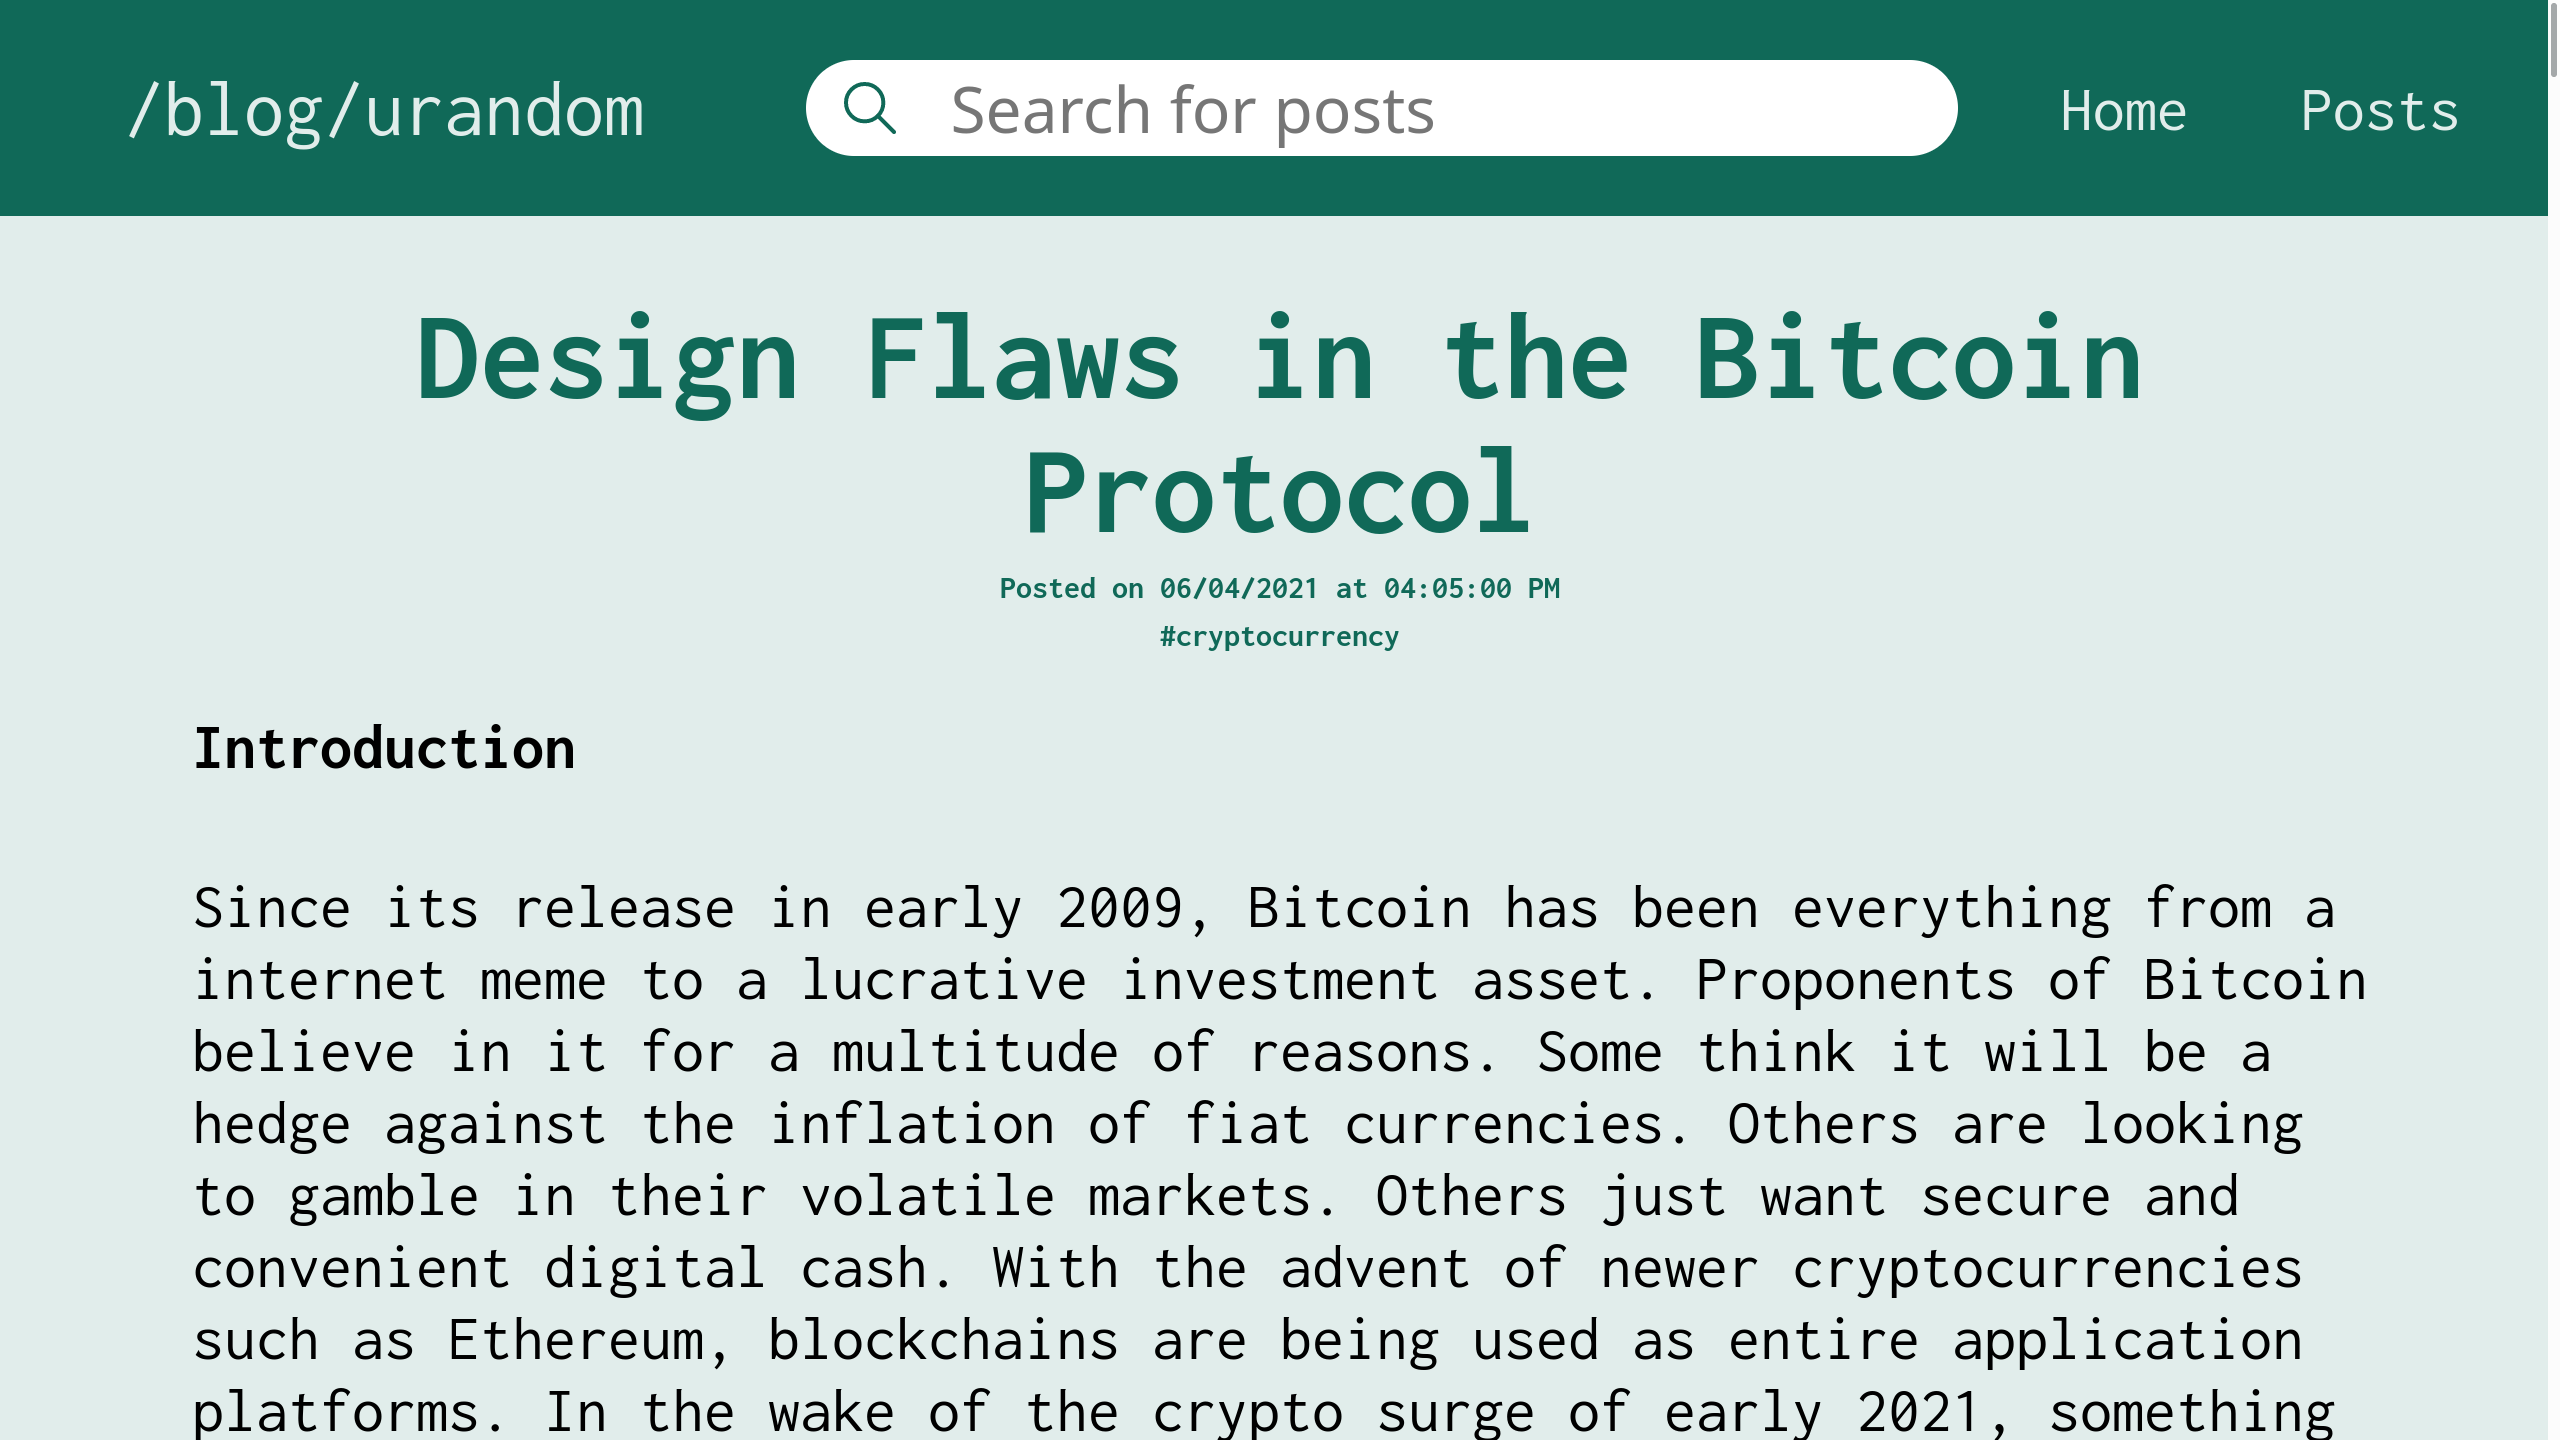 /blog/urandom
Search for posts
Home
Posts
Design Flaws in the Bitcoin
Protocol
Posted on 06/04/2021 at 04:05:00 PM
#cryptocurrency
Introduction
Since its release in early 2009, Bitcoin has been everything from a
internet meme to a lucrative investment asset. Proponents of Bitcoin
believe in it for a multitude of reasons. Some think it will be a
hedge against the inflation of fiat currencies. Others are looking
to gamble in their volatile markets. Others just want secure and
convenient digital cash. With the advent of newer cryptocurrencies
such as Ethereum, blockchains are being used as entire application
platforms. In the wake of the crypto surge of early 2021, something